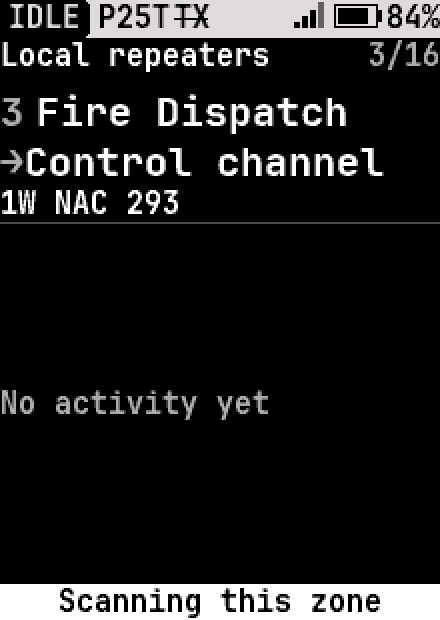 IDLE P25T TX 84%
Local repeaters 3/16
3 Fire Dispatch
→Control channel
1W NAC 293
No activity yet
Scanning this zone